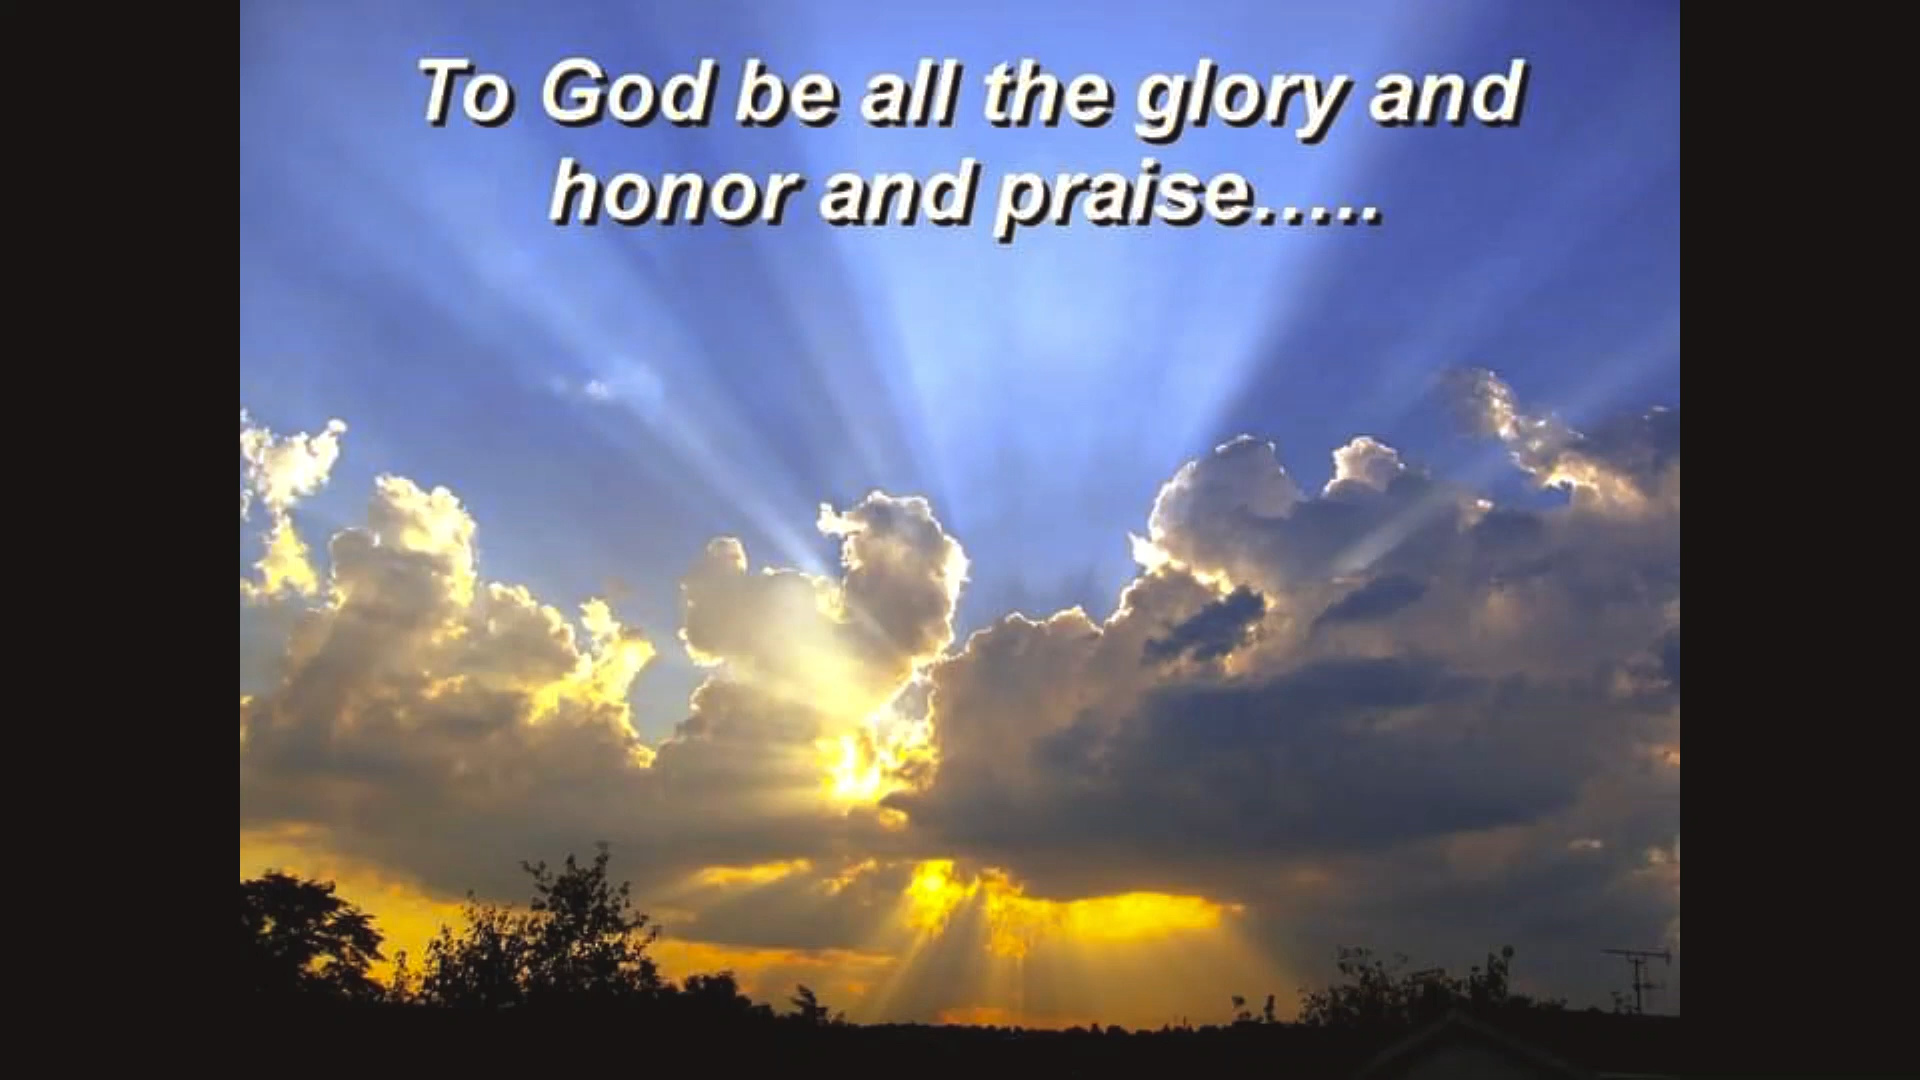 To God be all the glory and
honor and praise.....